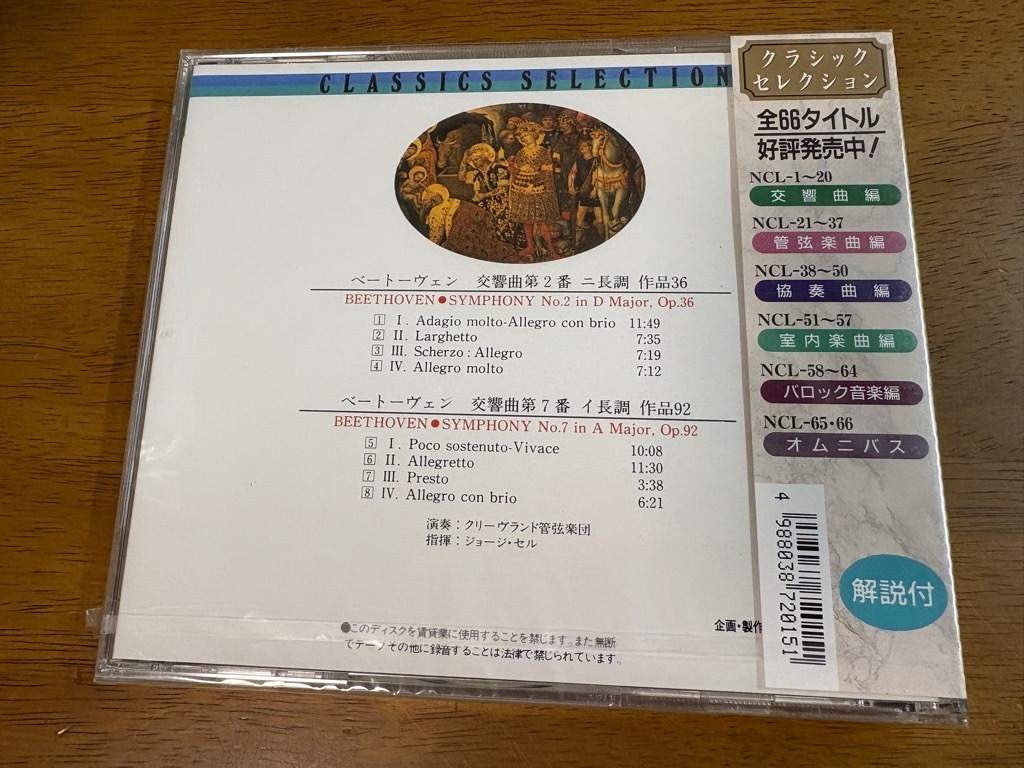 CLASSICS SELECTION
ベートーヴェン 交響曲第2番 ニ長調 作品36
BEETHOVEN●SYMPHONY No.2 in D Major, Op.36
1 I. Adagio molto-Allegro con brio 11:49
2 II. Larghetto 7:35
3 III. Scherzo : Allegro 7:19
4 IV. Allegro molto 7:12
ベートーヴェン 交響曲第7番 イ長調 作品92
BEETHOVEN●SYMPHONY No.7 in A Major, Op.92
5 I. Poco sostenuto-Vivace 10:08
6 II. Allegretto 11:30
7 III. Presto 3:38
8 IV. Allegro con brio 6:21
演奏:クリーヴランド管弦楽団
指揮:ジョージ・セル
●このディスクを賃貸業に使用することを禁じます。また無断
でテープその他に録音することは法律で禁じられています。
企画・製作
クラシック
セレクション
全66タイトル
好評発売中!
NCL-1~20
交響曲編
NCL-21~37
管弦楽曲編
NCL-38~50
協奏曲編
NCL-51~57
室内楽曲編
NCL-58~64
バロック音楽編
NCL-65・66
オムニバス
4 988038 720151
解説付